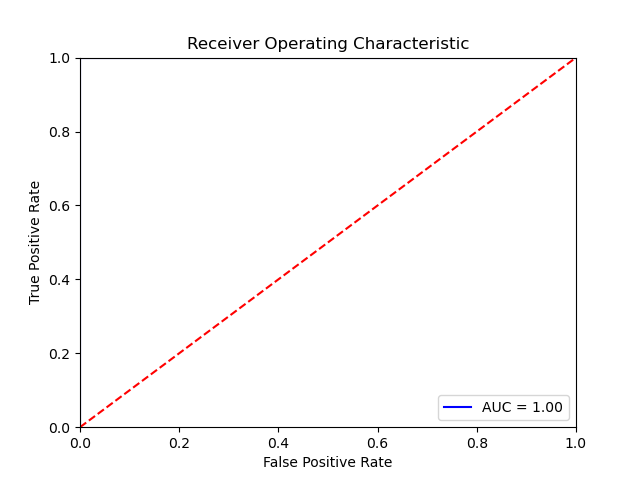 Receiver Operating Characteristic
1.0
0.8
0.6
0.4
0.2
0.0
True Positive Rate
AUC = 1.00
0.0 0.2 0.4 0.6 0.8 1.0
False Positive Rate